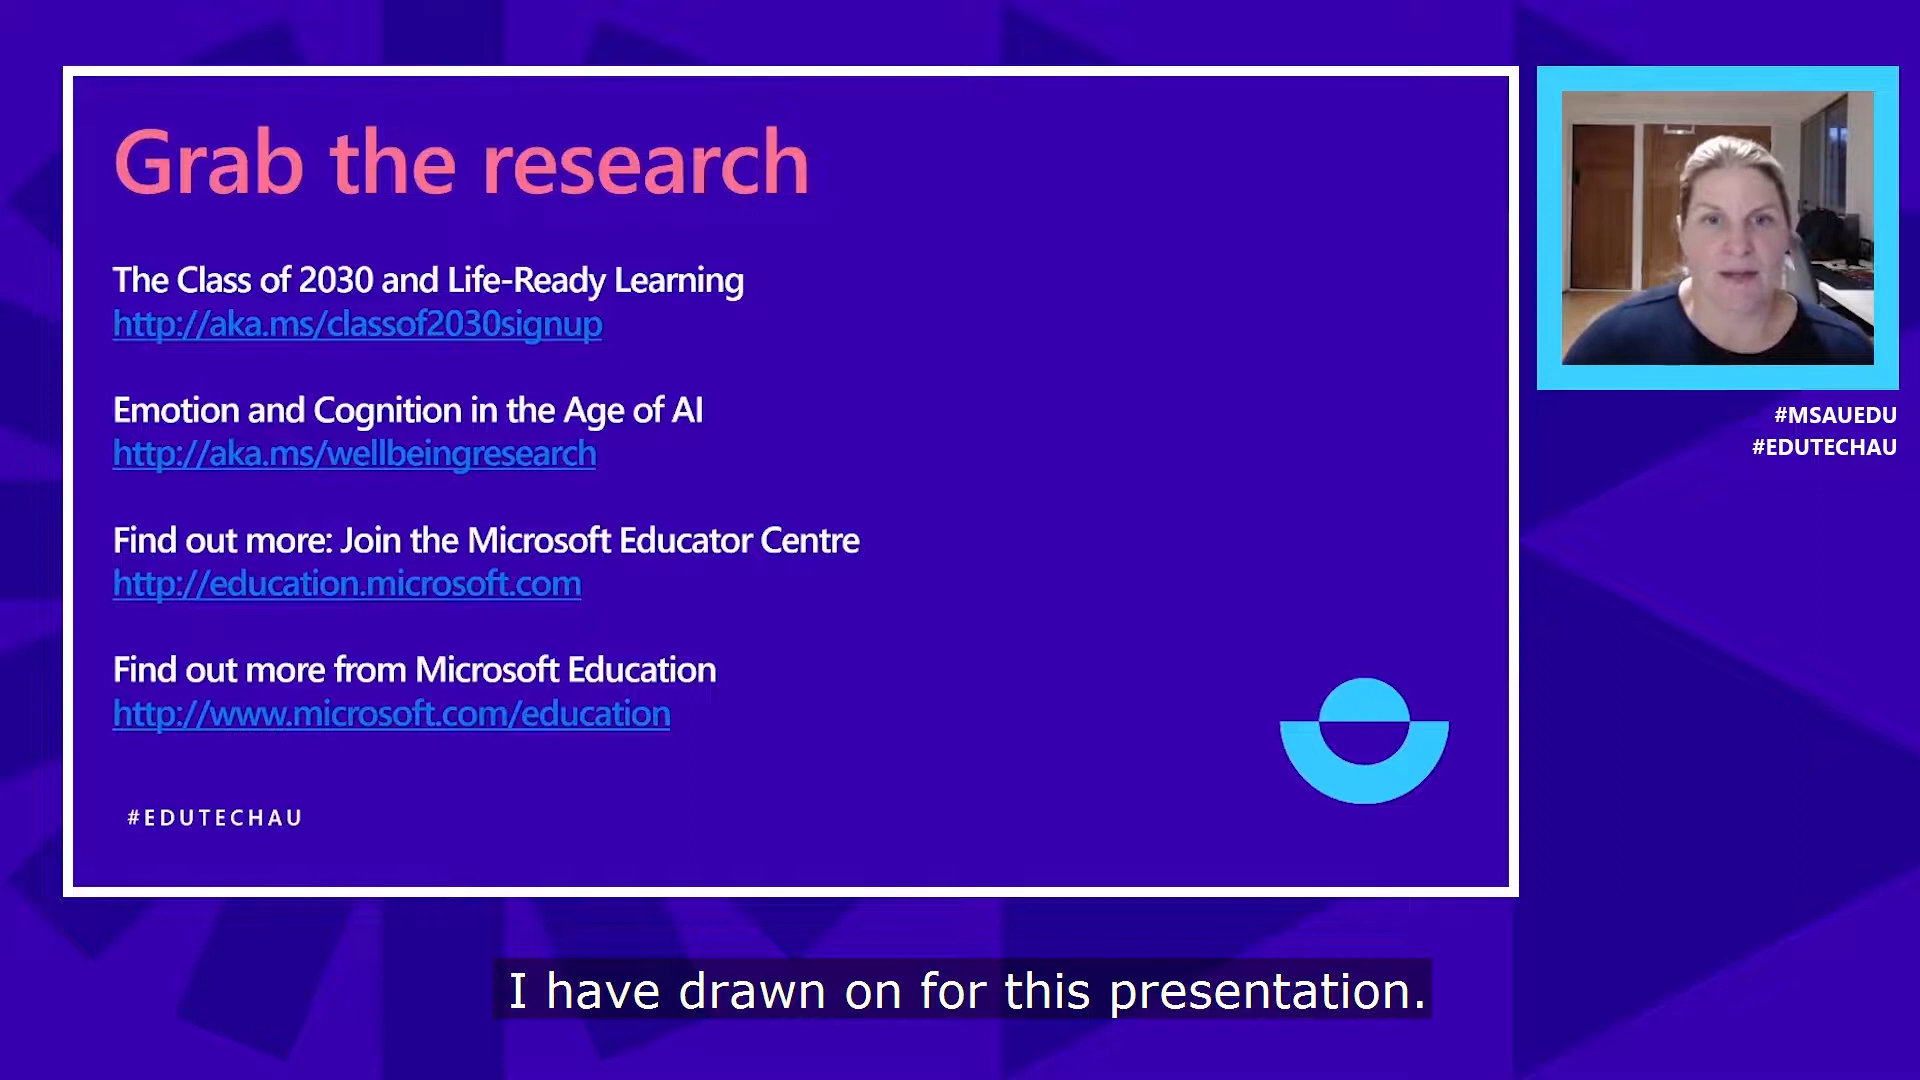 Grab the research
The Class of 2030 and Life-Ready Learning
http://aka.ms/classof2030signup
Emotion and Cognition in the Age of AI
http://aka.ms/wellbeingresearch
Find out more: Join the Microsoft Educator Centre
http://education.microsoft.com
Find out more from Microsoft Education
http://www.microsoft.com/education
#EDUTECHAU
#MSAUEDU
#EDUTECHAU
I have drawn on for this presentation.